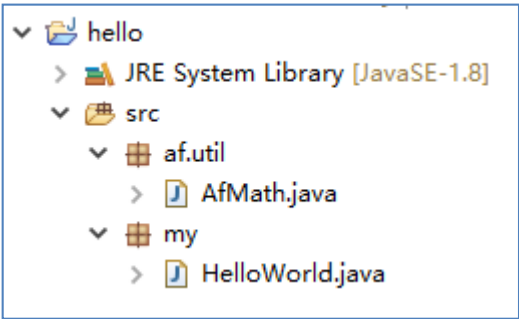 hello
JRE System Library [JavaSE-1.8]
src
af.util
AfMath.java
my
HelloWorld.java